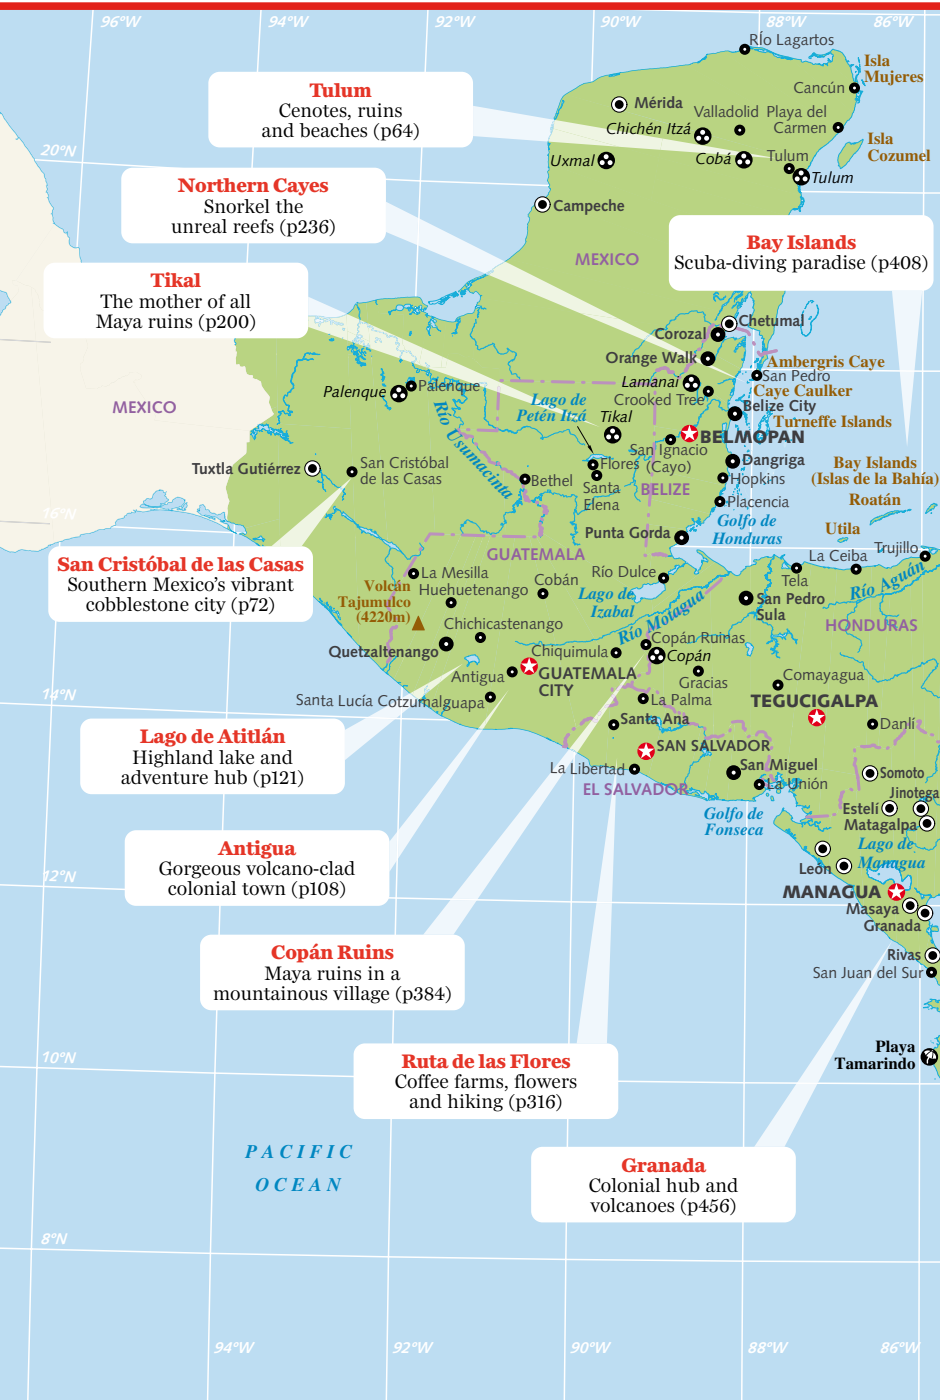 96°W
94°W
92°W
90°W
88°W
86°W
Río Lagartos
Isla
Mujeres
Cancún
Tulum
Cenotes, ruins
and beaches (p64)
Mérida
Valladolid
Playa del
Carmen
Chichén Itzá
Isla
Cozumel
20°N
Uxmal
Cobá
Tulum
Tulum
Northern Cayes
Snorkel the
unreal reefs (p236)
Campeche
MEXICO
Bay Islands
Scuba-diving paradise (p408)
Tikal
The mother of all
Maya ruins (p200)
Chetumal
Corozal
Orange Walk
Ambergris Caye
San Pedro
Lamanai
Caye Caulker
Crooked Tree
Palenque
Palenque
MEXICO
Lago de
Petén Itzá
Belize City
Turneffe Islands
Tikal
BELMOPAN
Río Usumacinta
San Ignacio
(Cayo)
Dangriga
Bay Islands
(Islas de la Bahía)
Tuxtla Gutiérrez
San Cristóbal
de las Casas
Flores
Santa
Elena
Bethel
Hopkins
BELIZE
Placencia
Roatán
16°N
Golfo de
Honduras
Utila
Punta Gorda
San Cristóbal de las Casas
Southern Mexico's vibrant
cobblestone city (p72)
GUATEMALA
La Ceiba
Trujillo
La Mesilla
Río Dulce
Tela
Río Aguán
Volcán
Tajumulco
(4220m)
Huehuetenango
Cobán
Lago de
Izabal
San Pedro
Sula
Río Motagua
HONDURAS
Chichicastenango
Copán Ruinas
Quetzaltenango
Chiquimula
Copán
GUATEMALA
CITY
Antigua
Gracias
Comayagua
14°N
Santa Lucía Cotzumalguapa
La Palma
TEGUCIGALPA
Santa Ana
Danlí
Lago de Atitlán
Highland lake and
adventure hub (p121)
SAN SALVADOR
San Miguel
La Libertad
La Unión
Somoto
EL SALVADOR
Jinotega
Golfo de
Fonseca
Estelí
Matagalpa
Antigua
Gorgeous volcano-clad
colonial town (p108)
Lago de
Managua
León
12°N
MANAGUA
Masaya
Granada
Copán Ruins
Maya ruins in a
mountainous village (p384)
Rivas
San Juan del Sur
10°N
Playa
Tamarindo
Ruta de las Flores
Coffee farms, flowers
and hiking (p316)
PACIFIC
OCEAN
Granada
Colonial hub and
volcanoes (p456)
8°N
94°W
92°W
90°W
88°W
86°W